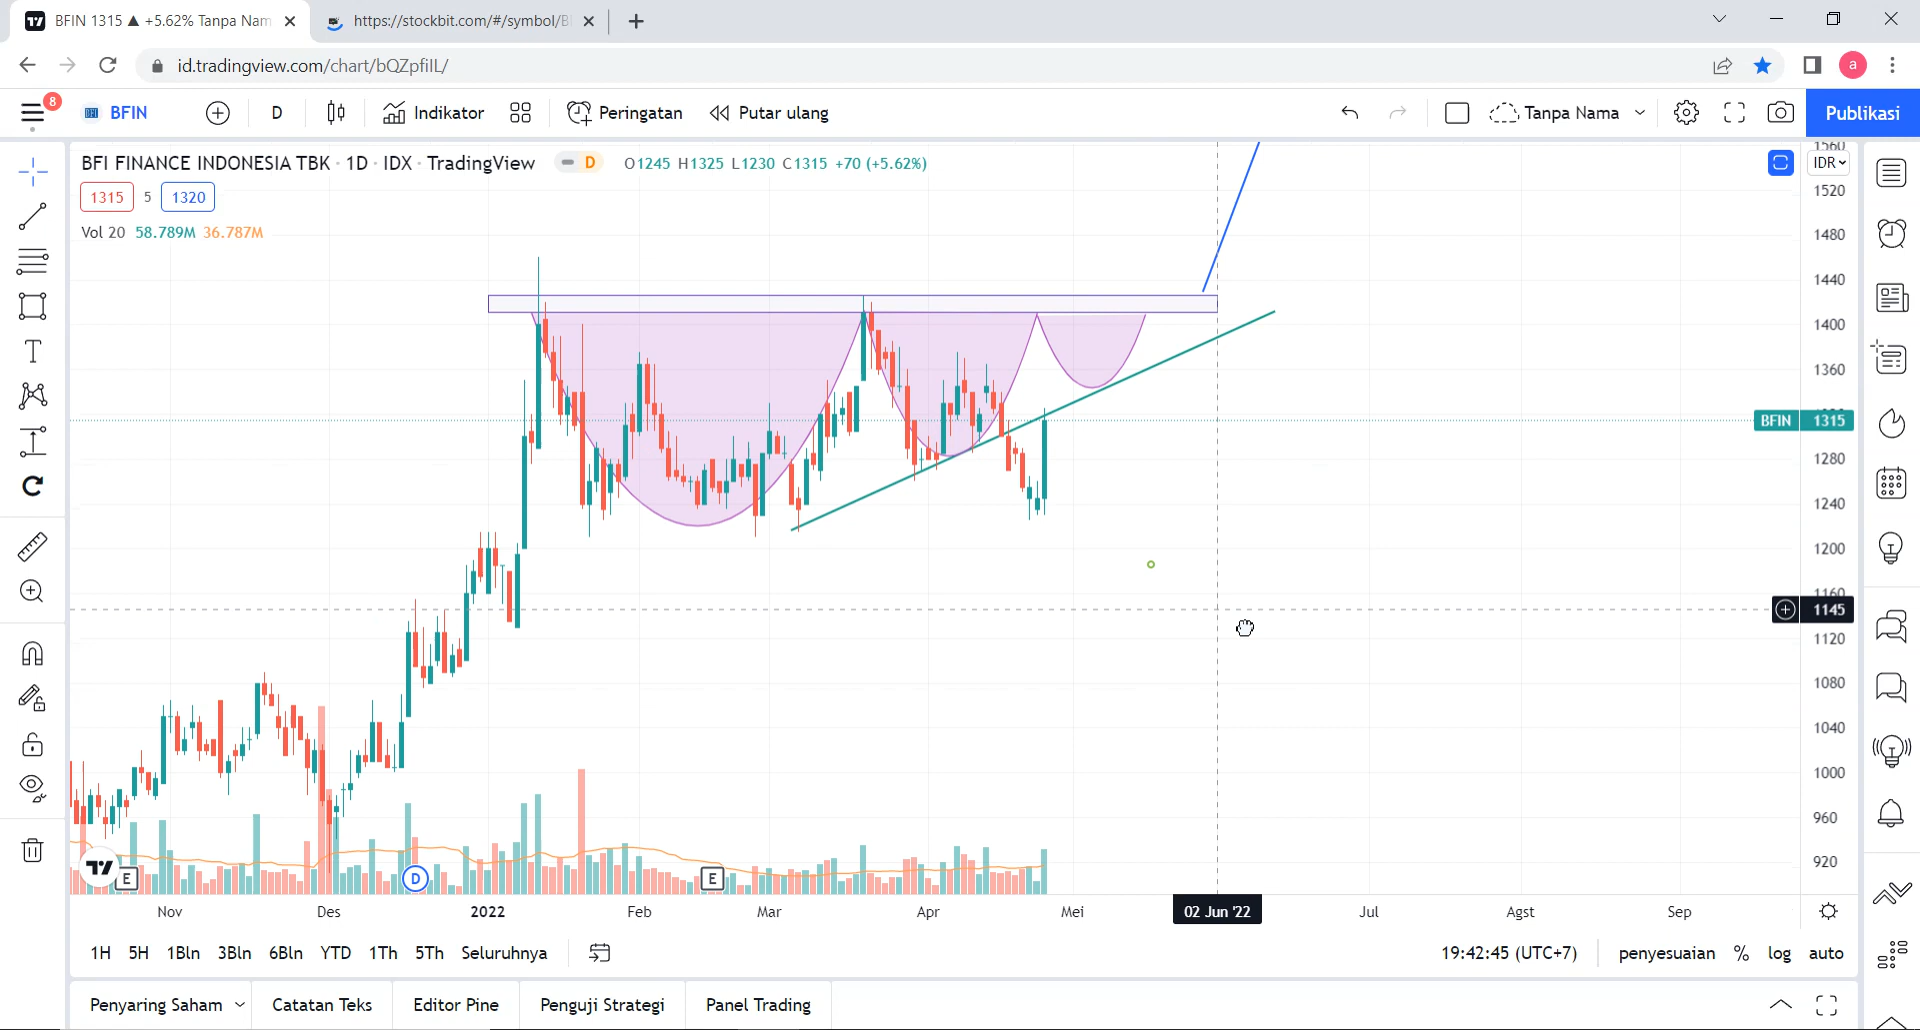 BFIN 1315 ▲ +5.62% Tanpa Nam
https://stockbit.com/#/symbol/B
id.tradingview.com/chart/bQZpfilL/
a
8
BFIN
D
Indikator
Peringatan
Putar ulang
Tanpa Nama
Publikasi
BFI FINANCE INDONESIA TBK · 1D · IDX · TradingView
D
O1245 H1325 L1230 C1315 +70 (+5.62%)
IDR
1315 5 1320
Vol 20 58.789M 36.787M
1560
1520
1480
1440
1400
1360
BFIN 1315
1280
1240
1200
1160
1145
1120
1080
1040
1000
960
920
E
D
E
Nov Des 2022 Feb Mar Apr Mei 02 Jun '22 Jul Agst Sep
1H 5H 1Bln 3Bln 6Bln YTD 1Th 5Th Seluruhnya
19:42:45 (UTC+7) penyesuaian % log auto
Penyaring Saham Catatan Teks Editor Pine Penguji Strategi Panel Trading